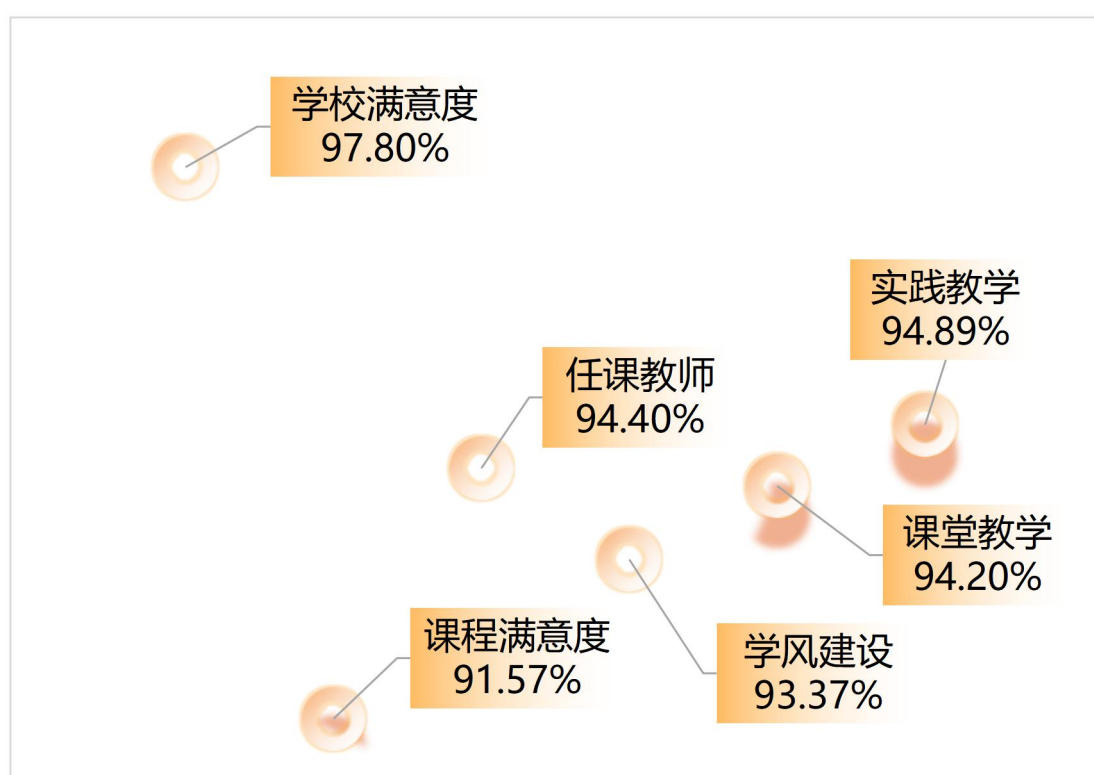 学校满意度
97.80%
实践教学
94.89%
任课教师
94.40%
课堂教学
94.20%
课程满意度
91.57%
学风建设
93.37%